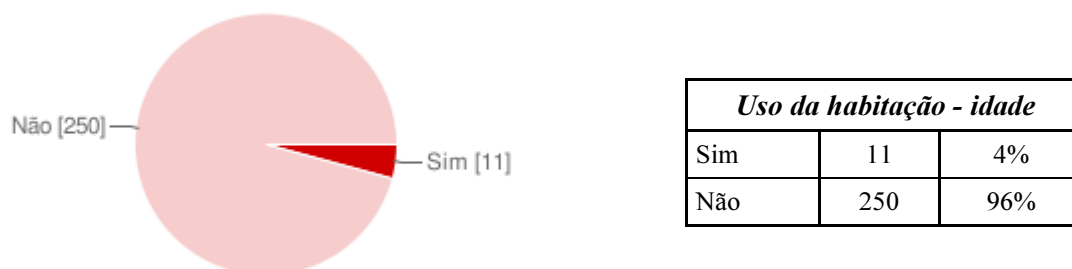 Não [250]
Sim [11]
Uso da habitação - idade
Sim 11 4%
Não 250 96%